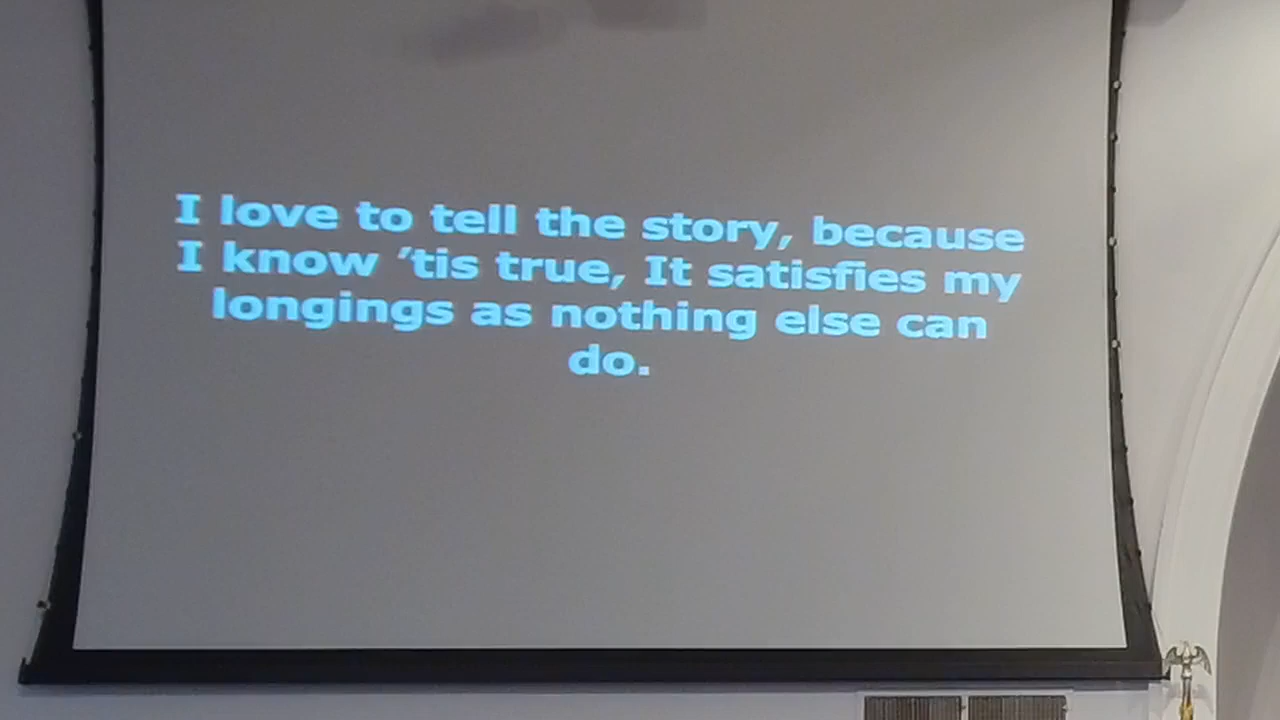 I love to tell the story, because
I know ’tis true, It satisfies my
longings as nothing else can
do.